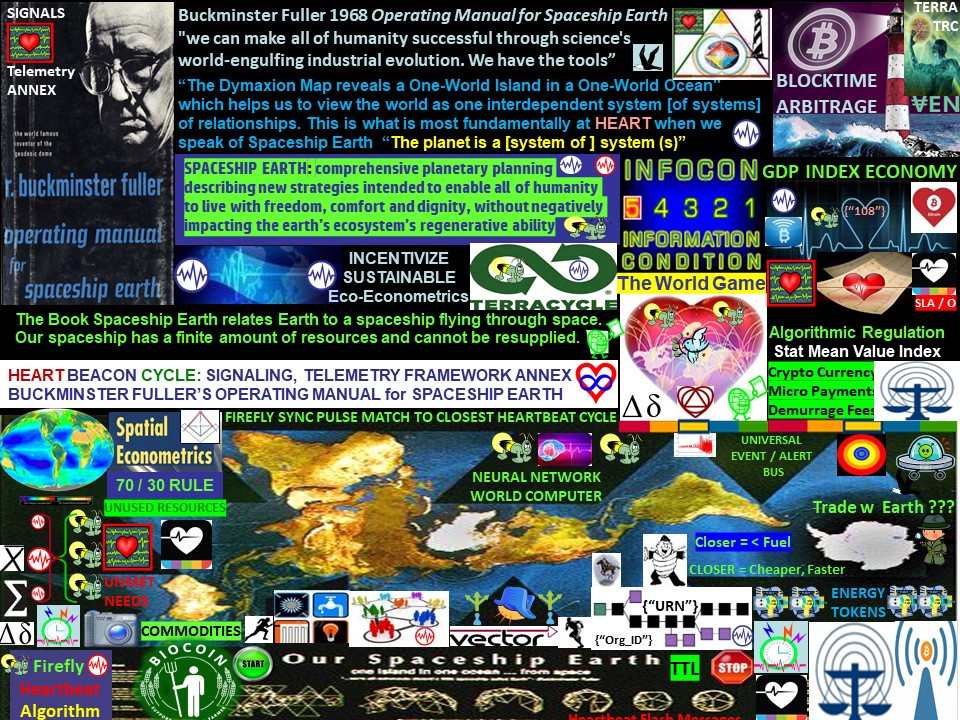 SIGNALS
Telemetry
ANNEX
the world famous
inventor of the
geodesic dome
r. buckminster fuller
operating manual
for
spaceship earth
Buckminster Fuller 1968 Operating Manual for Spaceship Earth
"we can make all of humanity successful through science's
world-engulfing industrial evolution. We have the tools”
“The Dymaxion Map reveals a One-World Island in a One-World Ocean"
which helps us to view the world as one interdependent system [of systems]
of relationships. This is what is most fundamentally at HEART when we
speak of Spaceship Earth “The planet is a [system of ] system (s)”
SPACESHIP EARTH: comprehensive planetary planning
describing new strategies intended to enable all of humanity
to live with freedom, comfort and dignity, without negatively
impacting the earth's ecosystem's regenerative ability
INCENTIVIZE
SUSTAINABLE
Eco-Econometrics
TERRACYCLE
INFOCON
5 4 3 2 1
INFORMATION
CONDITION
The World Game
BLOCKTIME
ARBITRAGE
TERRA
TRC
¥EN
GDP INDEX ECONOMY
{“108”}
bitcoin
SLA / O
Algorithmic Regulation
Stat Mean Value Index
Crypto Currency
Micro Payments
Demurrage Fees
The Book Spaceship Earth relates Earth to a spaceship flying through space.
Our spaceship has a finite amount of resources and cannot be resupplied.
HEART BEACON CYCLE: SIGNALING, TELEMETRY FRAMEWORK ANNEX
BUCKMINSTER FULLER'S OPERATING MANUAL for SPACESHIP EARTH
Δδ
FIREFLY SYNC PULSE MATCH TO CLOSEST HEARTBEAT CYCLE
Spatial
Econometrics
70 / 30 RULE
UNUSED RESOURCES
UNMET
NEEDS
X
Σ
Δδ
COMMODITIES
NEURAL NETWORK
WORLD COMPUTER
UNIVERSAL
EVENT / ALERT
BUS
Trade w Earth ???
Closer = < Fuel
CLOSER = Cheaper, Faster
ENERGY
TOKENS
vector
{“URN”}
{“Org_ID”}
Firefly
Heartbeat
Algorithm
BIOCOIN
START
Our Spaceship Earth
one island in one ocean... from space
TTL
STOP
Heartbeat Flash Messages